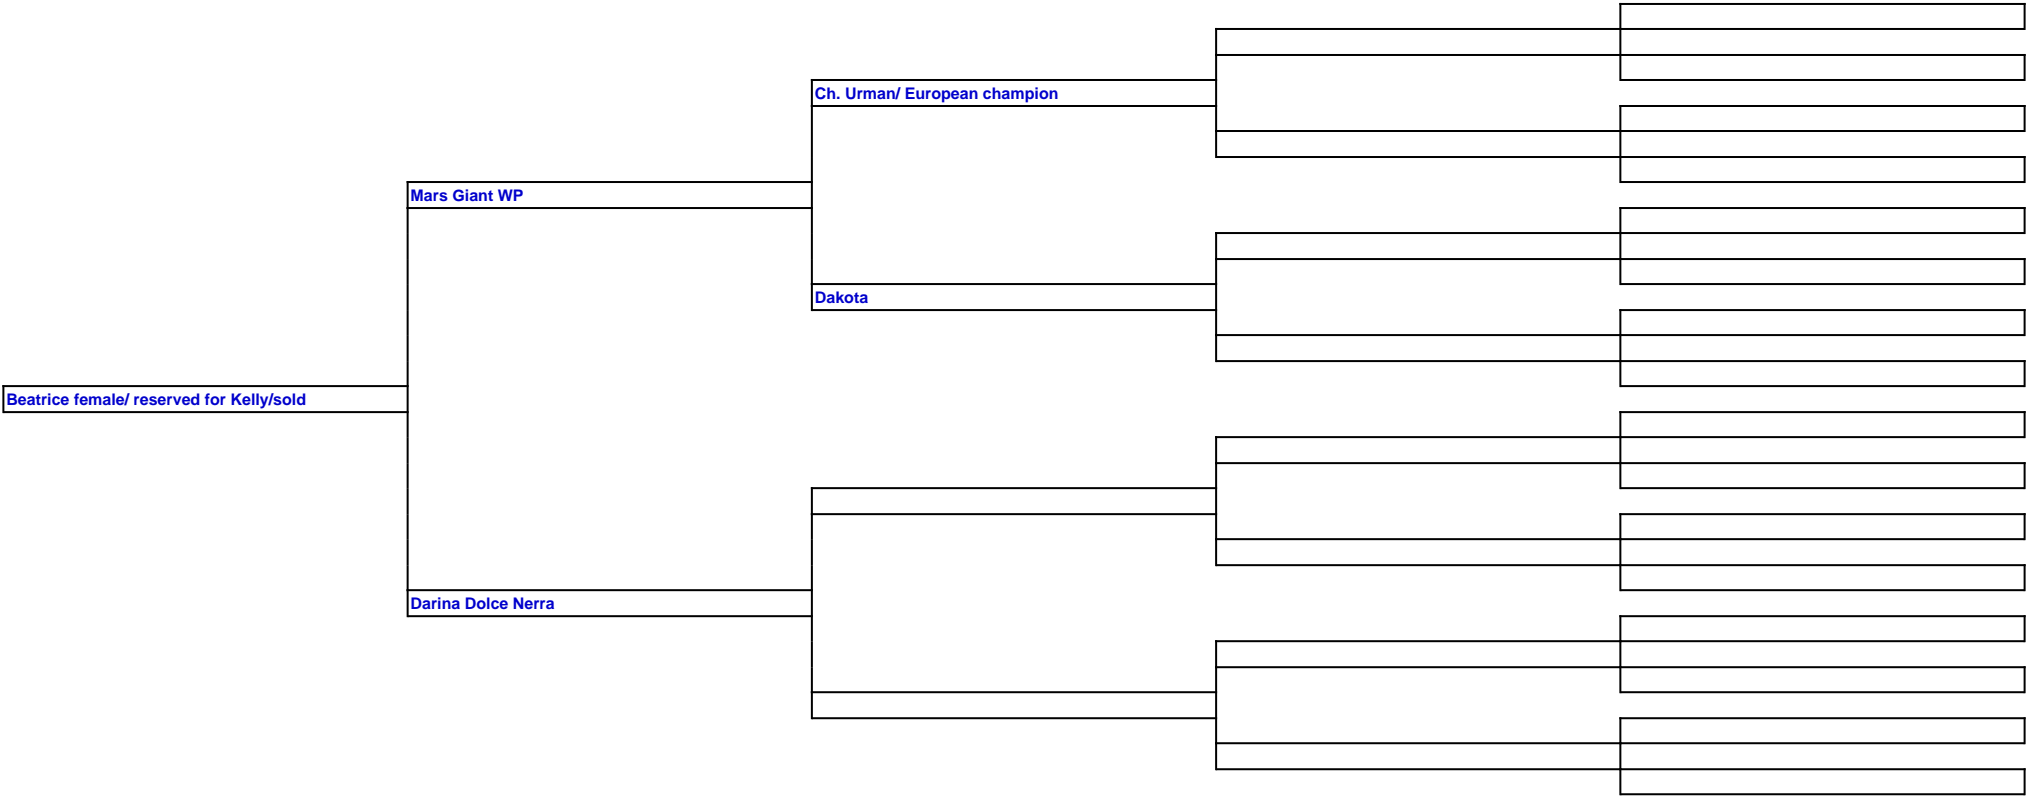 Ch. Urman/ European champion
Mars Giant WP
Dakota
Beatrice female/ reserved for Kelly/sold
Darina Dolce Nerra